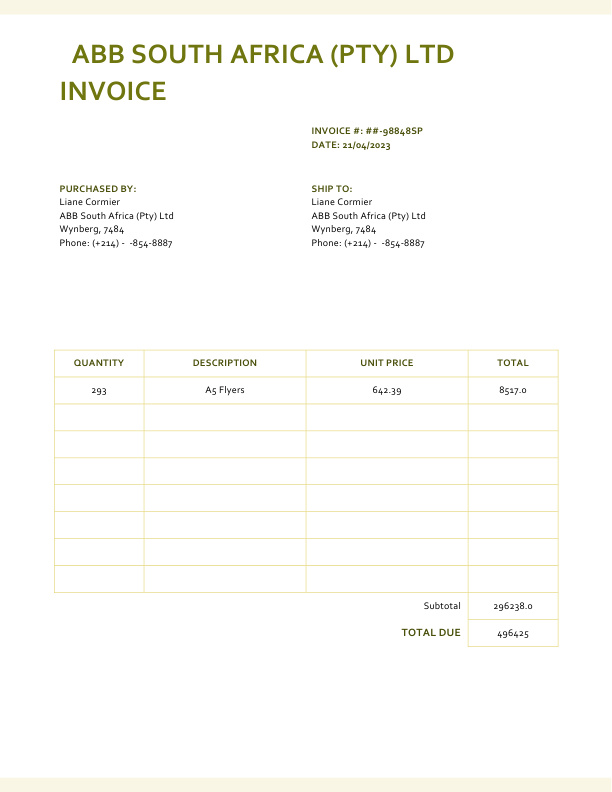 ABB SOUTH AFRICA (PTY) LTD
INVOICE
INVOICE #: ##-98848SP
DATE: 21/04/2023
PURCHASED BY:
Liane Cormier
ABB South Africa (Pty) Ltd
Wynberg, 7484
Phone: (+214) -  -854-8887
SHIP TO:
Liane Cormier
ABB South Africa (Pty) Ltd
Wynberg, 7484
Phone: (+214) -  -854-8887
QUANTITY DESCRIPTION UNIT PRICE TOTAL
293 A5 Flyers 642.39 8517.0
Subtotal 296238.0
TOTAL DUE 496425